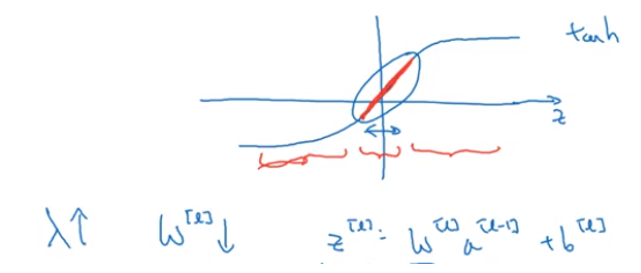 tanh
z
λ↑ W^[l]↓ z^[l] = W^[l] a^[l-1] + b^[l]